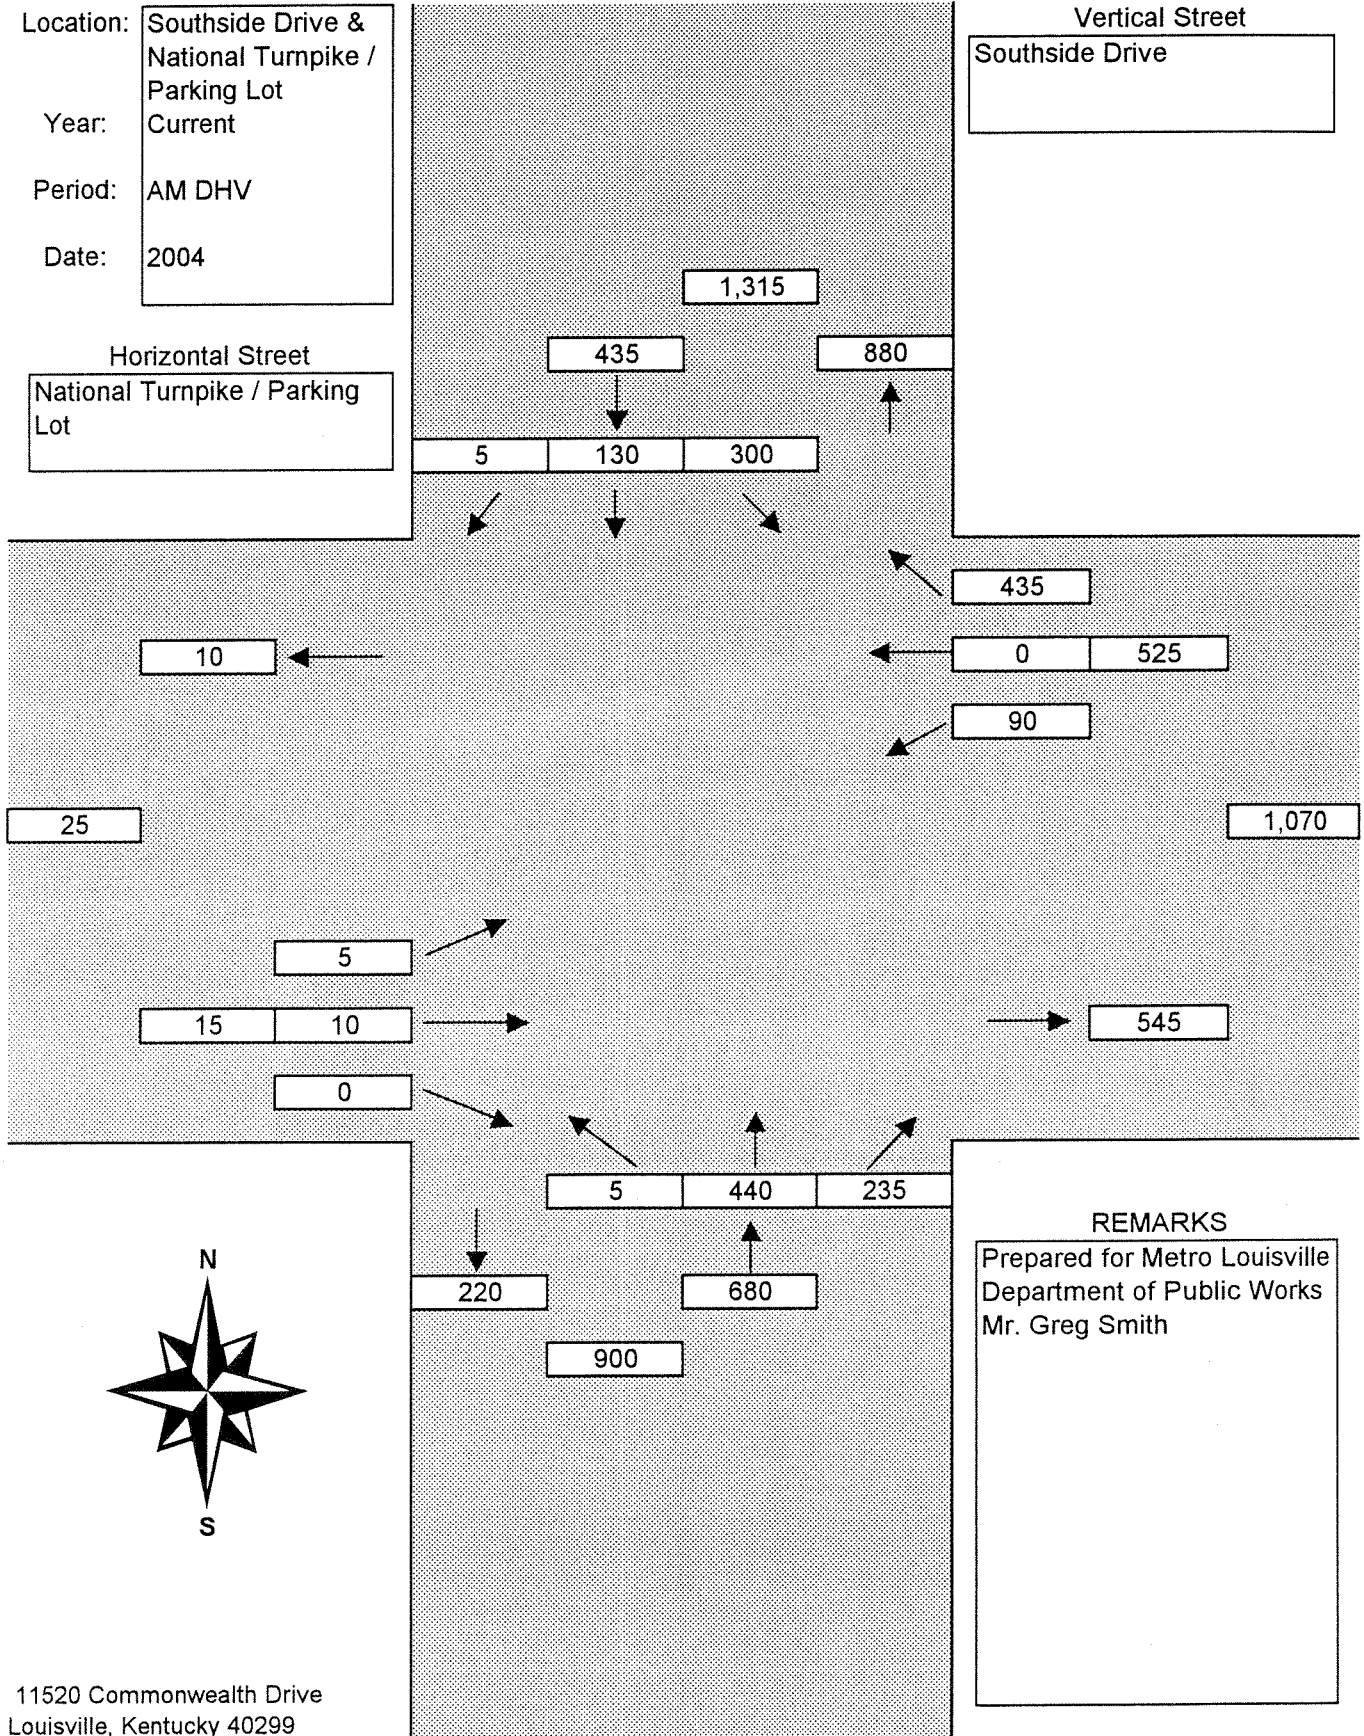 Location: Southside Drive &
National Turnpike /
Parking Lot
Year: Current
Period: AM DHV
Date: 2004
Vertical Street
Southside Drive
Horizontal Street
National Turnpike / Parking
Lot
1,315
435 880
5 130 300
435
10 0 525
90
25 1,070
5
15 10 545
0
5 440 235
220 680
900
N
S
REMARKS
Prepared for Metro Louisville
Department of Public Works
Mr. Greg Smith
11520 Commonwealth Drive
Louisville, Kentucky 40299